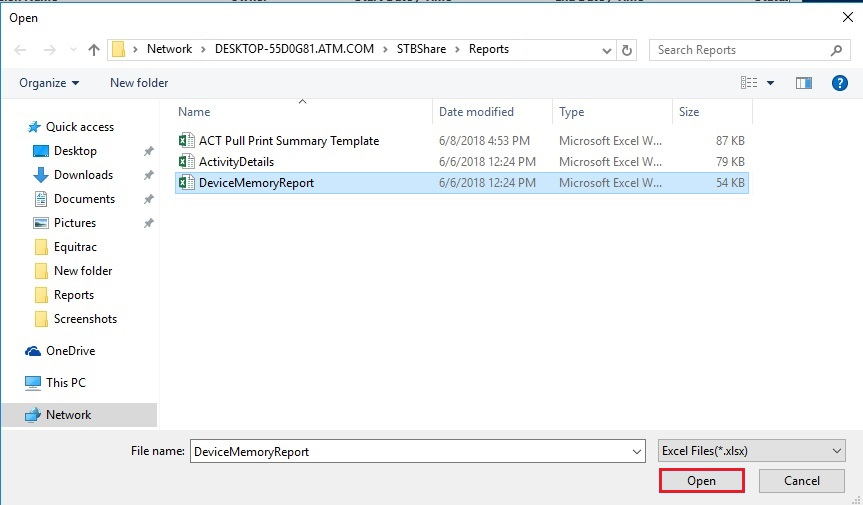 Open
Network > DESKTOP-55D0G81.ATM.COM > STBShare > Reports
Search Reports
Organize
New folder
Name
Date modified
Type
Size
Quick access
Desktop
Downloads
Documents
Pictures
Equitrac
New folder
Reports
Screenshots
OneDrive
This PC
Network
ACT Pull Print Summary Template 6/8/2018 4:53 PM Microsoft Excel W... 87 KB
ActivityDetails 6/6/2018 12:24 PM Microsoft Excel W... 79 KB
DeviceMemoryReport 6/6/2018 12:24 PM Microsoft Excel W... 54 KB
File name: DeviceMemoryReport
Excel Files(*.xlsx)
Open
Cancel